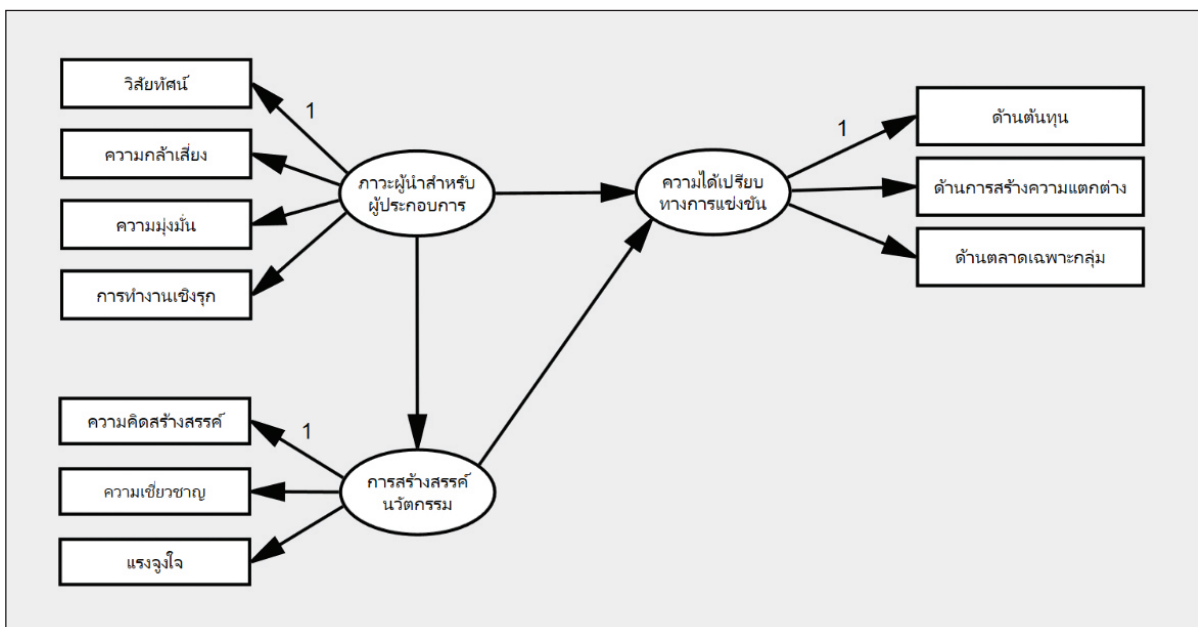 วิสัยทัศน์
1
ความกล้าเสี่ยง
ความมุ่งมั่น
การทำงานเชิงรุก
ภาวะผู้นำสำหรับ
ผู้ประกอบการ
ความได้เปรียบ
ทางการแข่งขัน
1
ด้านต้นทุน
ด้านการสร้างความแตกต่าง
ด้านตลาดเฉพาะกลุ่ม
ความคิดสร้างสรรค์
1
ความเชี่ยวชาญ
แรงจูงใจ
การสร้างสรรค์
นวัตกรรม